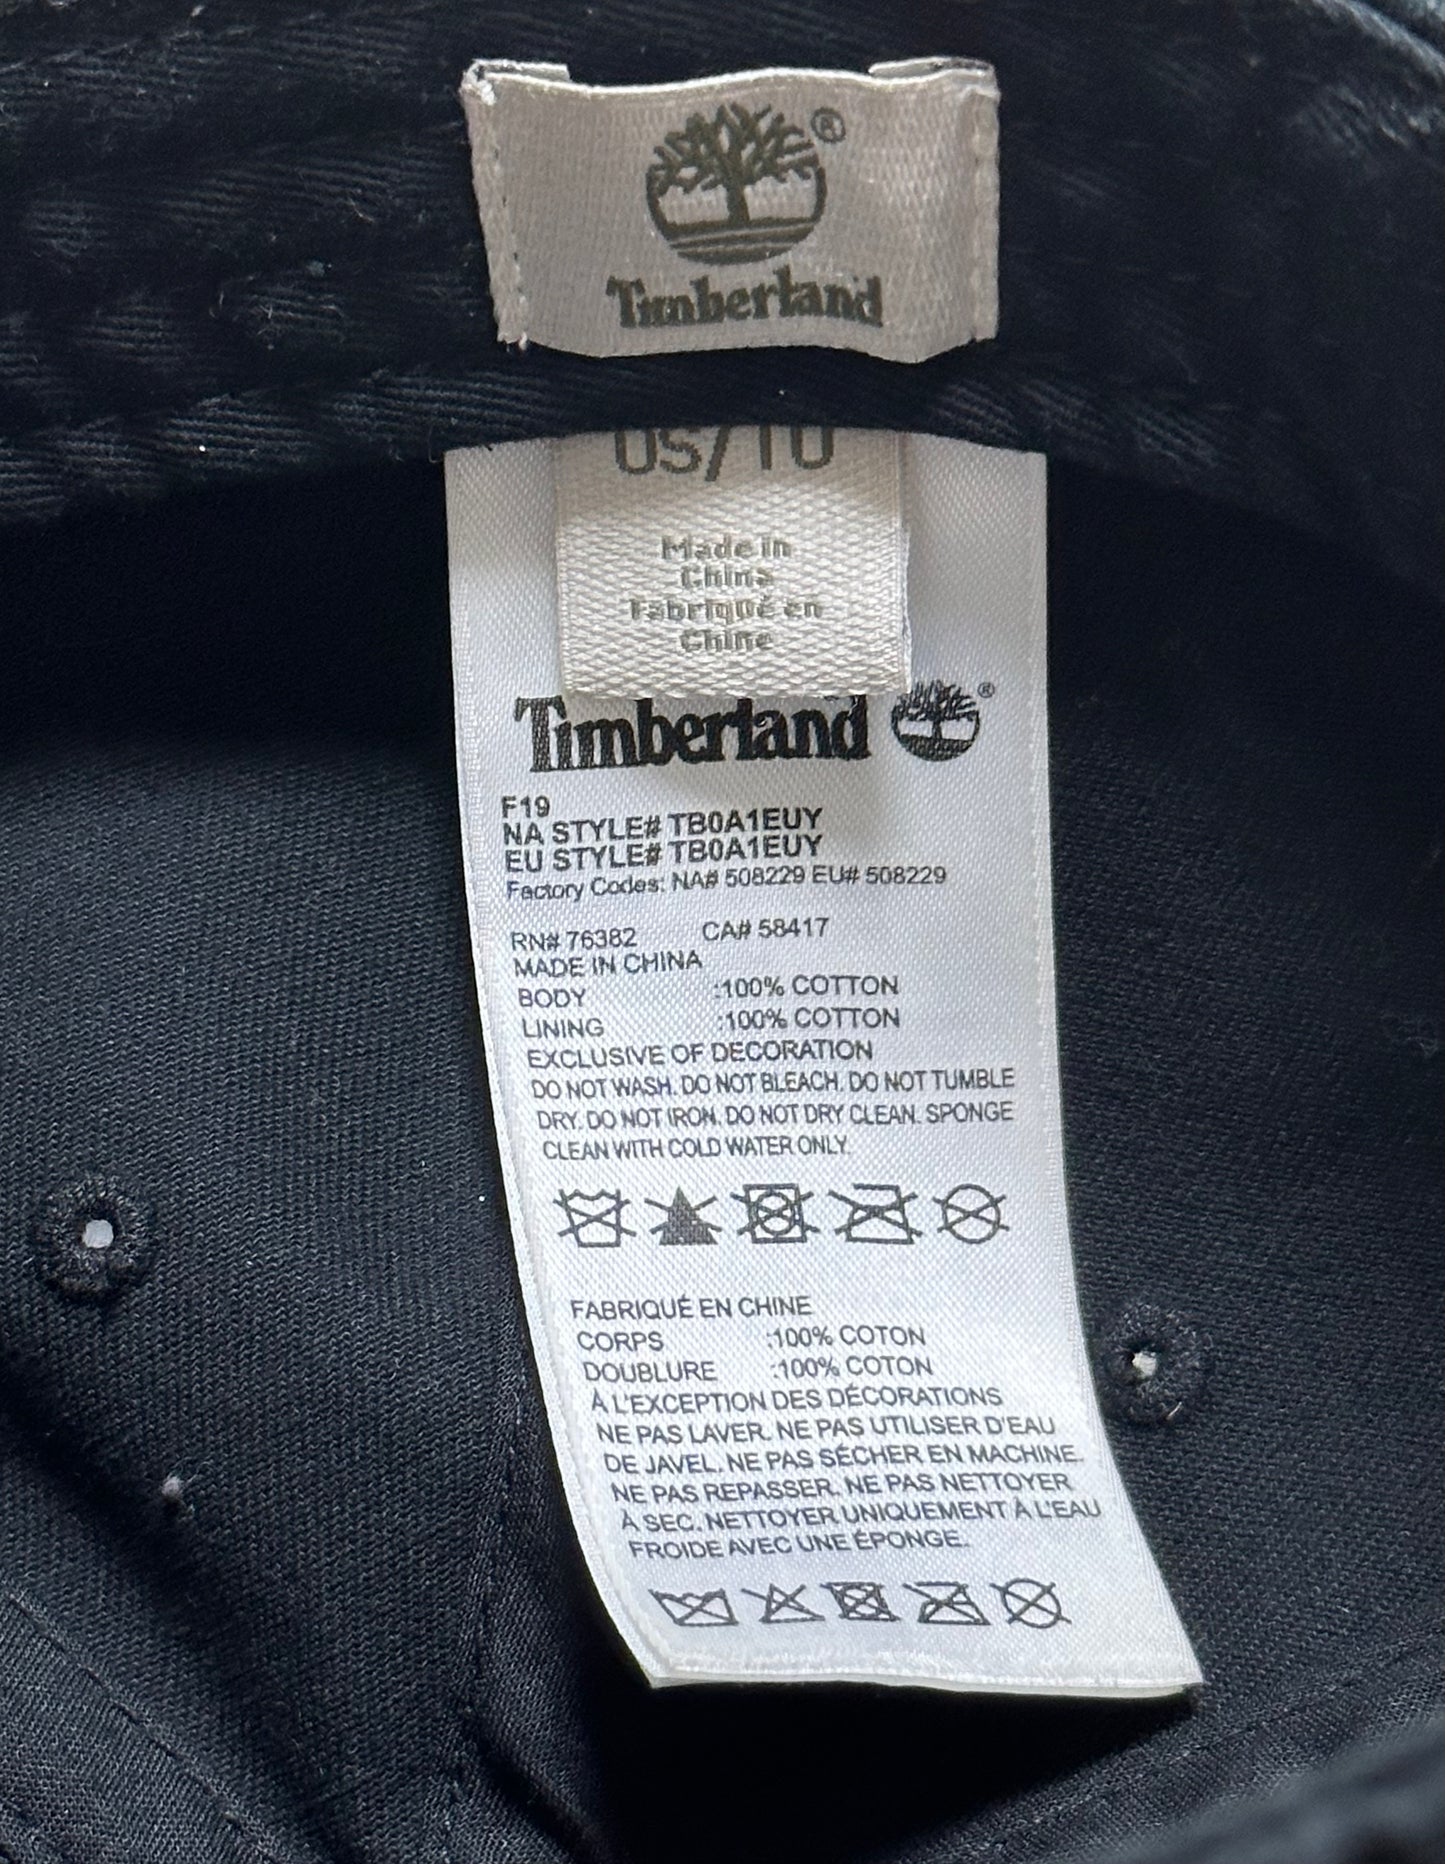 ®
Timberland
OS/TU
Made in
China
Fabriqué en
Chine
Timberland ®
F19
NA STYLE# TB0A1EUY
EU STYLE# TB0A1EUY
Factory Codes: NA# 508229 EU# 508229
RN# 76382 CA# 58417
MADE IN CHINA
BODY :100% COTTON
LINING :100% COTTON
EXCLUSIVE OF DECORATION
DO NOT WASH. DO NOT BLEACH. DO NOT TUMBLE
DRY. DO NOT IRON. DO NOT DRY CLEAN. SPONGE
CLEAN WITH COLD WATER ONLY.
FABRIQUÉ EN CHINE
CORPS :100% COTON
DOUBLURE :100% COTON
À L'EXCEPTION DES DÉCORATIONS
NE PAS LAVER. NE PAS UTILISER D'EAU
DE JAVEL. NE PAS SÉCHER EN MACHINE.
NE PAS REPASSER. NE PAS NETTOYER
À SEC. NETTOYER UNIQUEMENT À L'EAU
FROIDE AVEC UNE ÉPONGE.